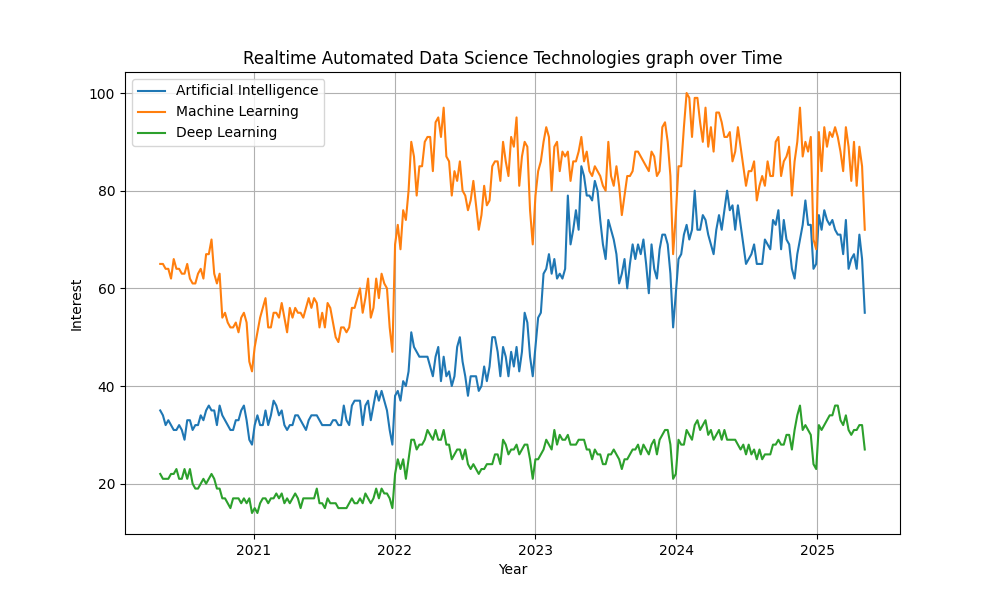 Realtime Automated Data Science Technologies graph over Time
Artificial Intelligence
Machine Learning
Deep Learning
100
80
60
40
20
Interest
2021 2022 2023 2024 2025
Year